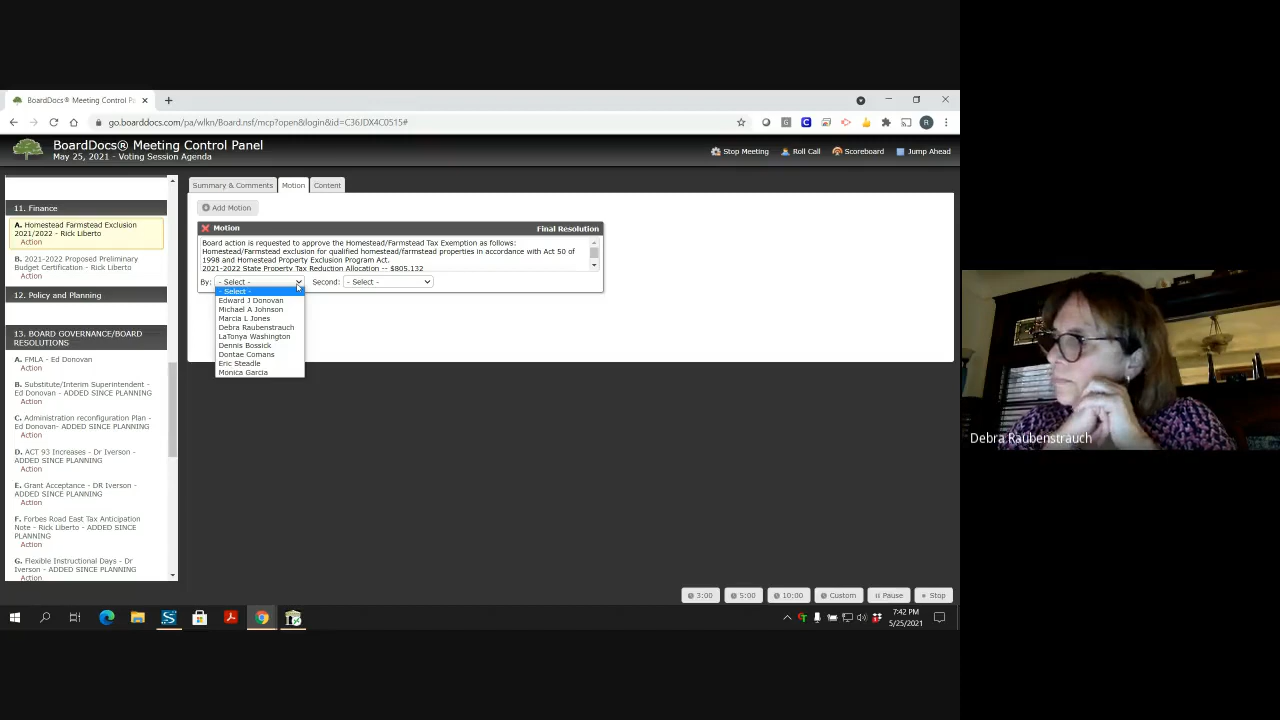 BoardDocs® Meeting Control Pa
go.boarddocs.com/pa/wlkn/Board.nsf/mcp?open&login&id=C36JDX4C0515#
BoardDocs® Meeting Control Panel
May 25, 2021 - Voting Session Agenda
Stop Meeting
Roll Call
Scoreboard
Jump Ahead
11. Finance
A. Homestead Farmstead Exclusion
2021/2022 - Rick Liberto
Action
B. 2021-2022 Proposed Preliminary
Budget Certification - Rick Liberto
Action
12. Policy and Planning
13. BOARD GOVERNANCE/BOARD
RESOLUTIONS
A. FMLA - Ed Donovan
Action
B. Substitute/Interim Superintendent -
Ed Donovan - ADDED SINCE PLANNING
Action
C. Administration reconfiguration Plan -
Ed Donovan- ADDED SINCE PLANNING
Action
D. ACT 93 Increases - Dr Iverson -
ADDED SINCE PLANNING
Action
E. Grant Acceptance - DR Iverson -
ADDED SINCE PLANNING
Action
F. Forbes Road East Tax Anticipation
Note - Rick Liberto - ADDED SINCE
PLANNING
Action
G. Flexible Instructional Days - Dr
Iverson - ADDED SINCE PLANNING
Action
Summary & Comments
Motion
Content
Add Motion
Motion
Final Resolution
Board action is requested to approve the Homestead/Farmstead Tax Exemption as follows:
Homestead/Farmstead exclusion for qualified homestead/farmstead properties in accordance with Act 50 of
1998 and Homestead Property Exclusion Program Act.
2021-2022 State Property Tax Reduction Allocation -- $805,132
By: - Select - Second: - Select -
- Select -
Edward J Donovan
Michael A Johnson
Marcia L Jones
Debra Raubenstrauch
LaTonya Washington
Dennis Bossick
Dontae Comans
Eric Steadle
Monica Garcia
3:00
5:00
10:00
Custom
Pause
Stop
7:42 PM
5/25/2021
Debra Raubenstrauch